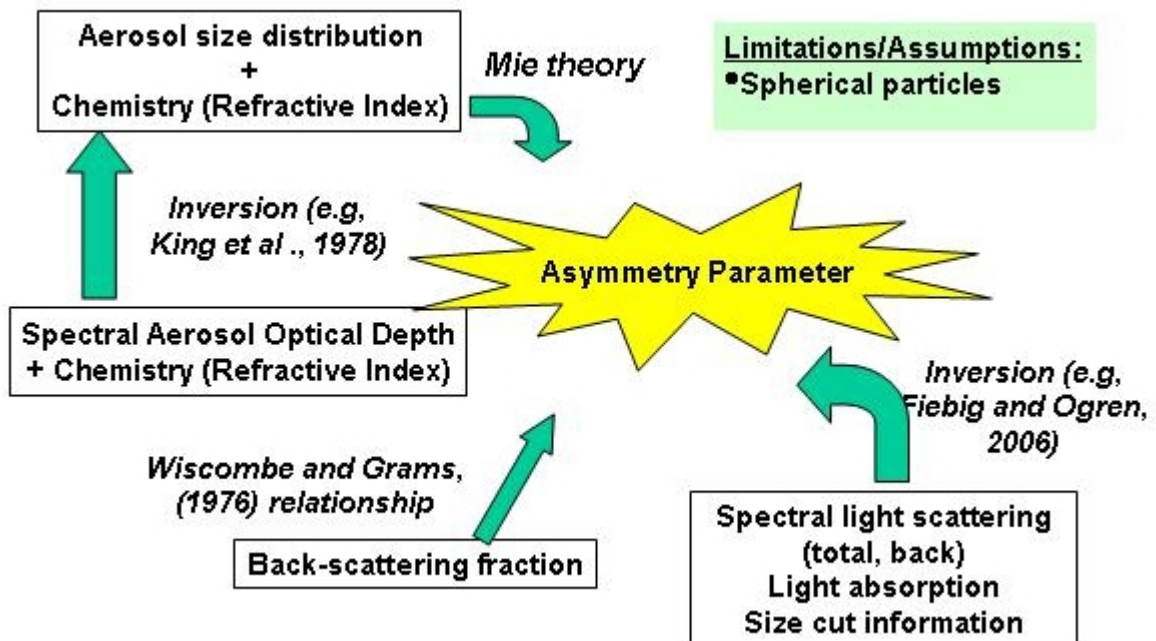 Aerosol size distribution
+
Chemistry (Refractive Index)
Mie theory
Limitations/Assumptions:
•Spherical particles
Inversion (e.g,
King et al ., 1978)
Asymmetry Parameter
Spectral Aerosol Optical Depth
+ Chemistry (Refractive Index)
Inversion (e.g,
Fiebig and Ogren,
2006)
Wiscombe and Grams,
(1976) relationship
Back-scattering fraction
Spectral light scattering
(total, back)
Light absorption
Size cut information